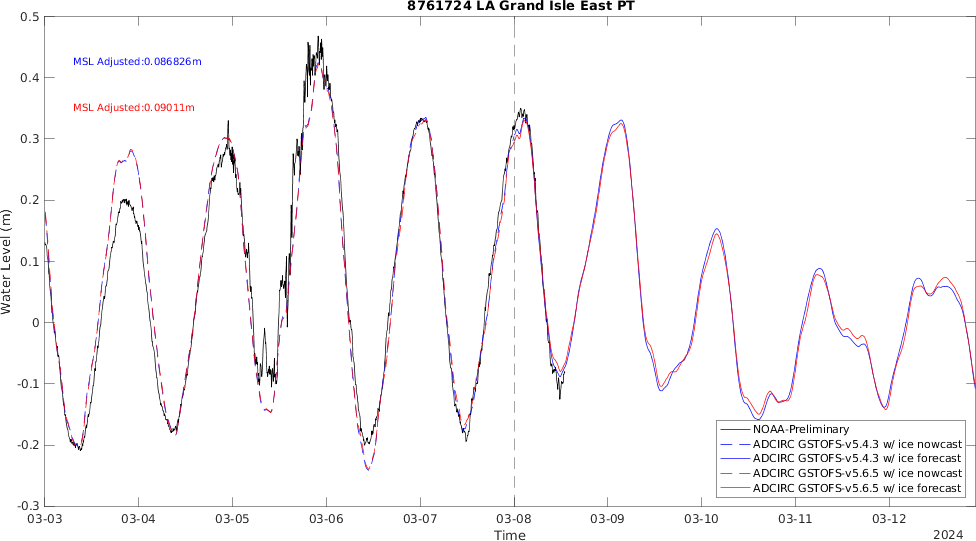 8761724 LA Grand Isle East PT
MSL Adjusted:0.086826m
MSL Adjusted:0.09011m
Water Level (m)
0.5
0.4
0.3
0.2
0.1
0
-0.1
-0.2
-0.3
NOAA-Preliminary
ADCIRC GSTOFS-v5.4.3 w/ ice nowcast
ADCIRC GSTOFS-v5.4.3 w/ ice forecast
ADCIRC GSTOFS-v5.6.5 w/ ice nowcast
ADCIRC GSTOFS-v5.6.5 w/ ice forecast
03-03 03-04 03-05 03-06 03-07 03-08 03-09 03-10 03-11 03-12
Time
2024